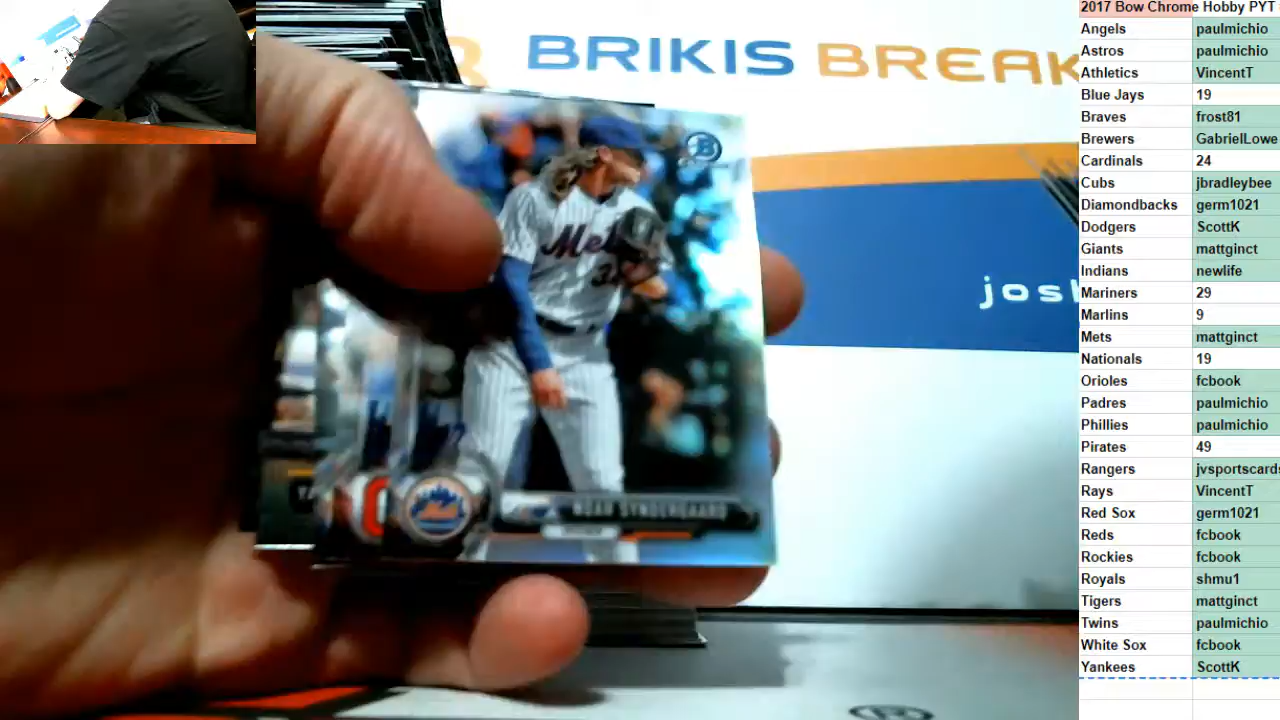 BRIKIS BREAK
josh
Mets
NOAH SYNDERGAARD
2017 Bow Chrome Hobby PYT
Angels paulmichio
Astros paulmichio
Athletics VincentT
Blue Jays 19
Braves frost81
Brewers GabrielLowe
Cardinals 24
Cubs jbradleybee
Diamondbacks germ1021
Dodgers ScottK
Giants mattginct
Indians newlife
Mariners 29
Marlins 9
Mets mattginct
Nationals 19
Orioles fcbook
Padres paulmichio
Phillies paulmichio
Pirates 49
Rangers jvsportscards
Rays VincentT
Red Sox germ1021
Reds fcbook
Rockies fcbook
Royals shmu1
Tigers mattginct
Twins paulmichio
White Sox fcbook
Yankees ScottK